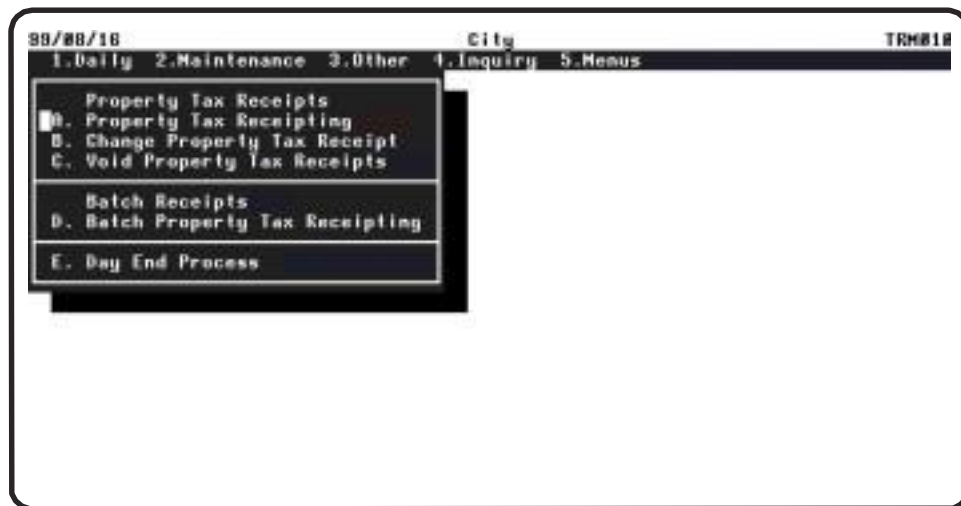 99/08/16 City TRM010
1.Daily 2.Maintenance 3.Other 4.Inquiry 5.Menus
Property Tax Receipts
A. Property Tax Receipting
B. Change Property Tax Receipt
C. Void Property Tax Receipts
Batch Receipts
D. Batch Property Tax Receipting
E. Day End Process